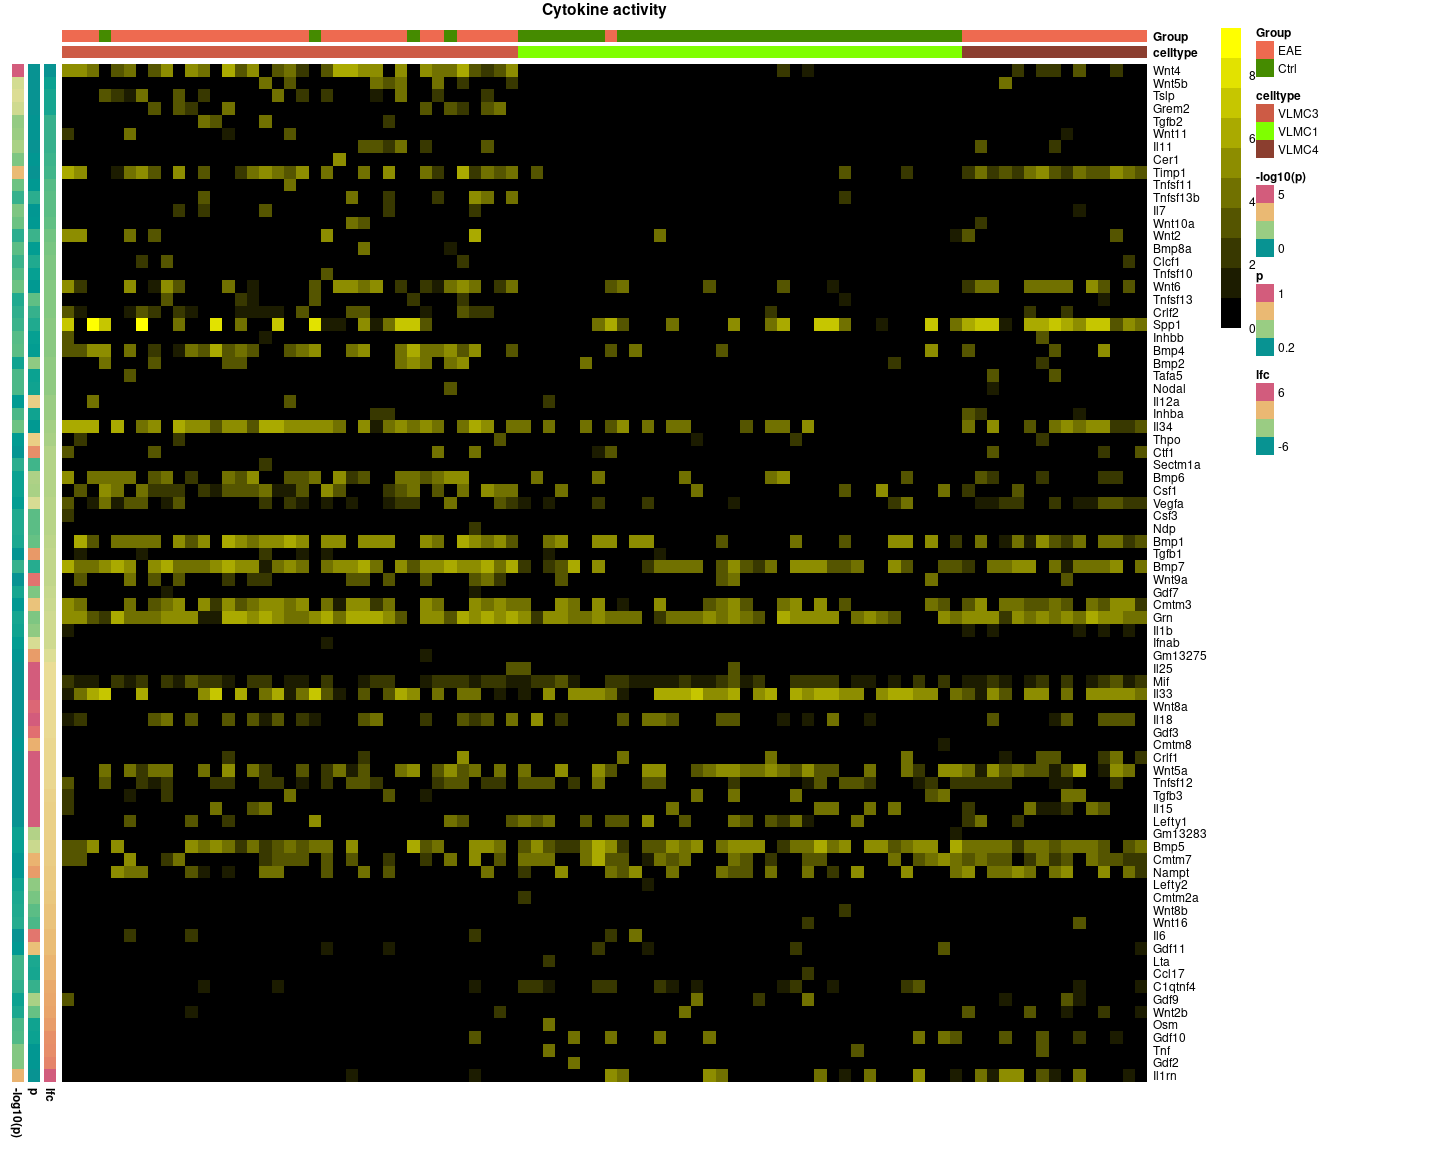 Cytokine activity
Group
celltype
Wnt4
Wnt5b
Tslp
Grem2
Tgfb2
Wnt11
Il11
Cer1
Timp1
Tnfsf11
Tnfsf13b
Il7
Wnt10a
Wnt2
Bmp8a
Clcf1
Tnfsf10
Wnt6
Tnfsf13
Crlf2
Spp1
Inhbb
Bmp4
Bmp2
Tafa5
Nodal
Il12a
Inhba
Il34
Thpo
Ctf1
Sectm1a
Bmp6
Csf1
Vegfa
Csf3
Ndp
Bmp1
Tgfb1
Bmp7
Wnt9a
Gdf7
Cmtm3
Grn
Il1b
Ifnab
Gm13275
Il25
Mif
Il33
Wnt8a
Il18
Gdf3
Cmtm8
Crlf1
Wnt5a
Tnfsf12
Tgfb3
Il15
Lefty1
Gm13283
Bmp5
Cmtm7
Nampt
Lefty2
Cmtm2a
Wnt8b
Wnt16
Il6
Gdf11
Lta
Ccl17
C1qtnf4
Gdf9
Wnt2b
Osm
Gdf10
Tnf
Gdf2
Il1rn
8
6
4
2
0
Group
EAE
Ctrl
celltype
VLMC3
VLMC1
VLMC4
-log10(p)
5
0
p
1
0.2
lfc
6
-6
-log10(p)
p
lfc